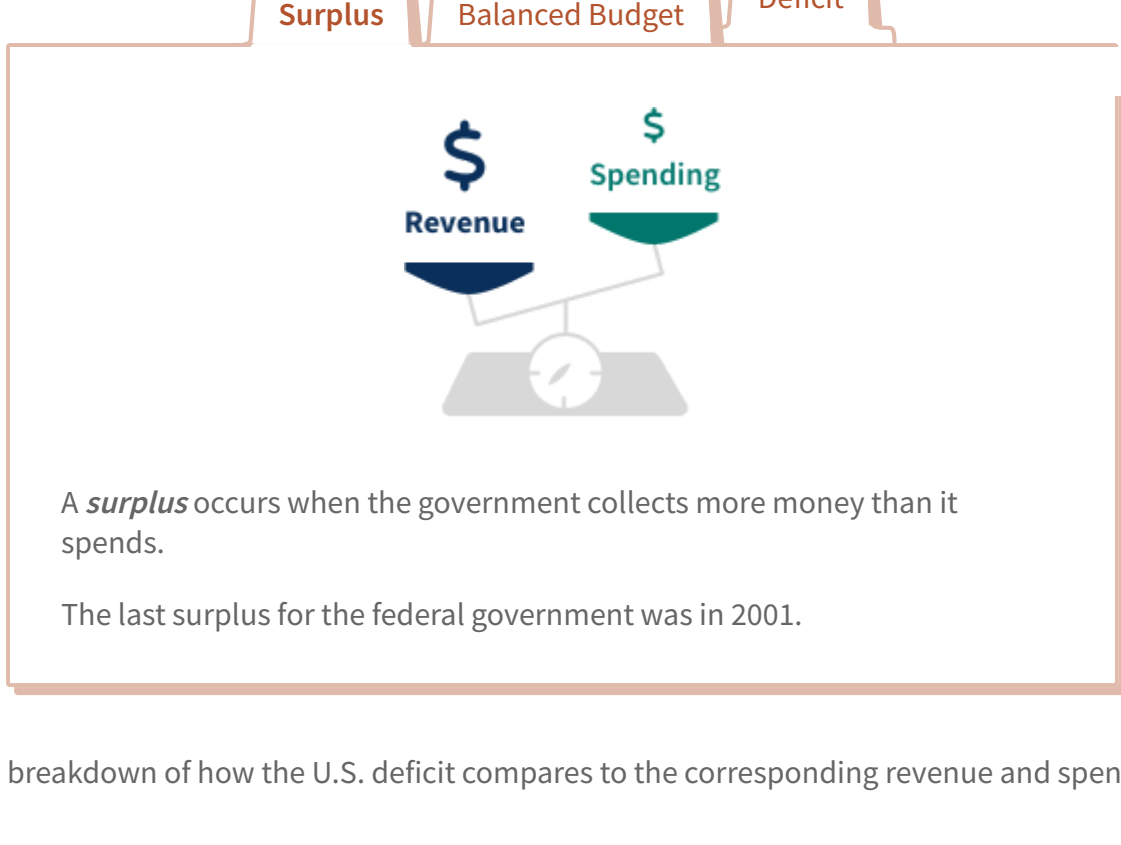 Surplus
Balanced Budget
Deficit
$
Spending
$
Revenue
A surplus occurs when the government collects more money than it
spends.
The last surplus for the federal government was in 2001.
breakdown of how the U.S. deficit compares to the corresponding revenue and spen